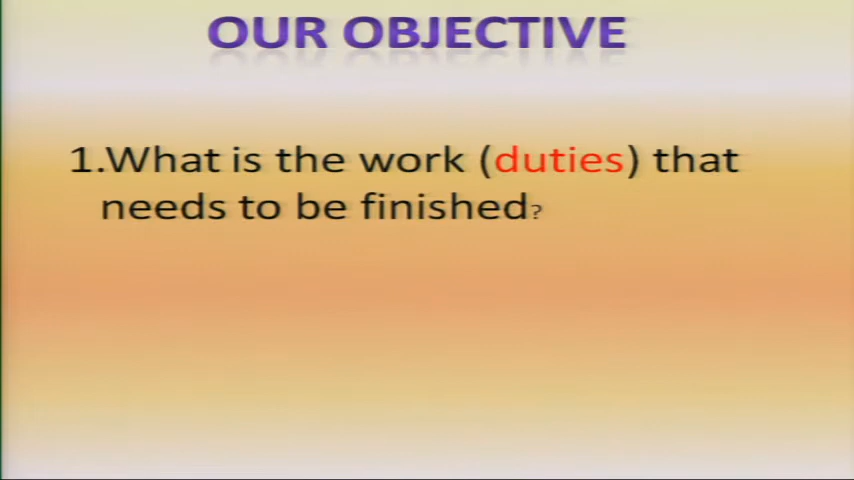 OUR OBJECTIVE
1.What is the work (duties) that
needs to be finished?